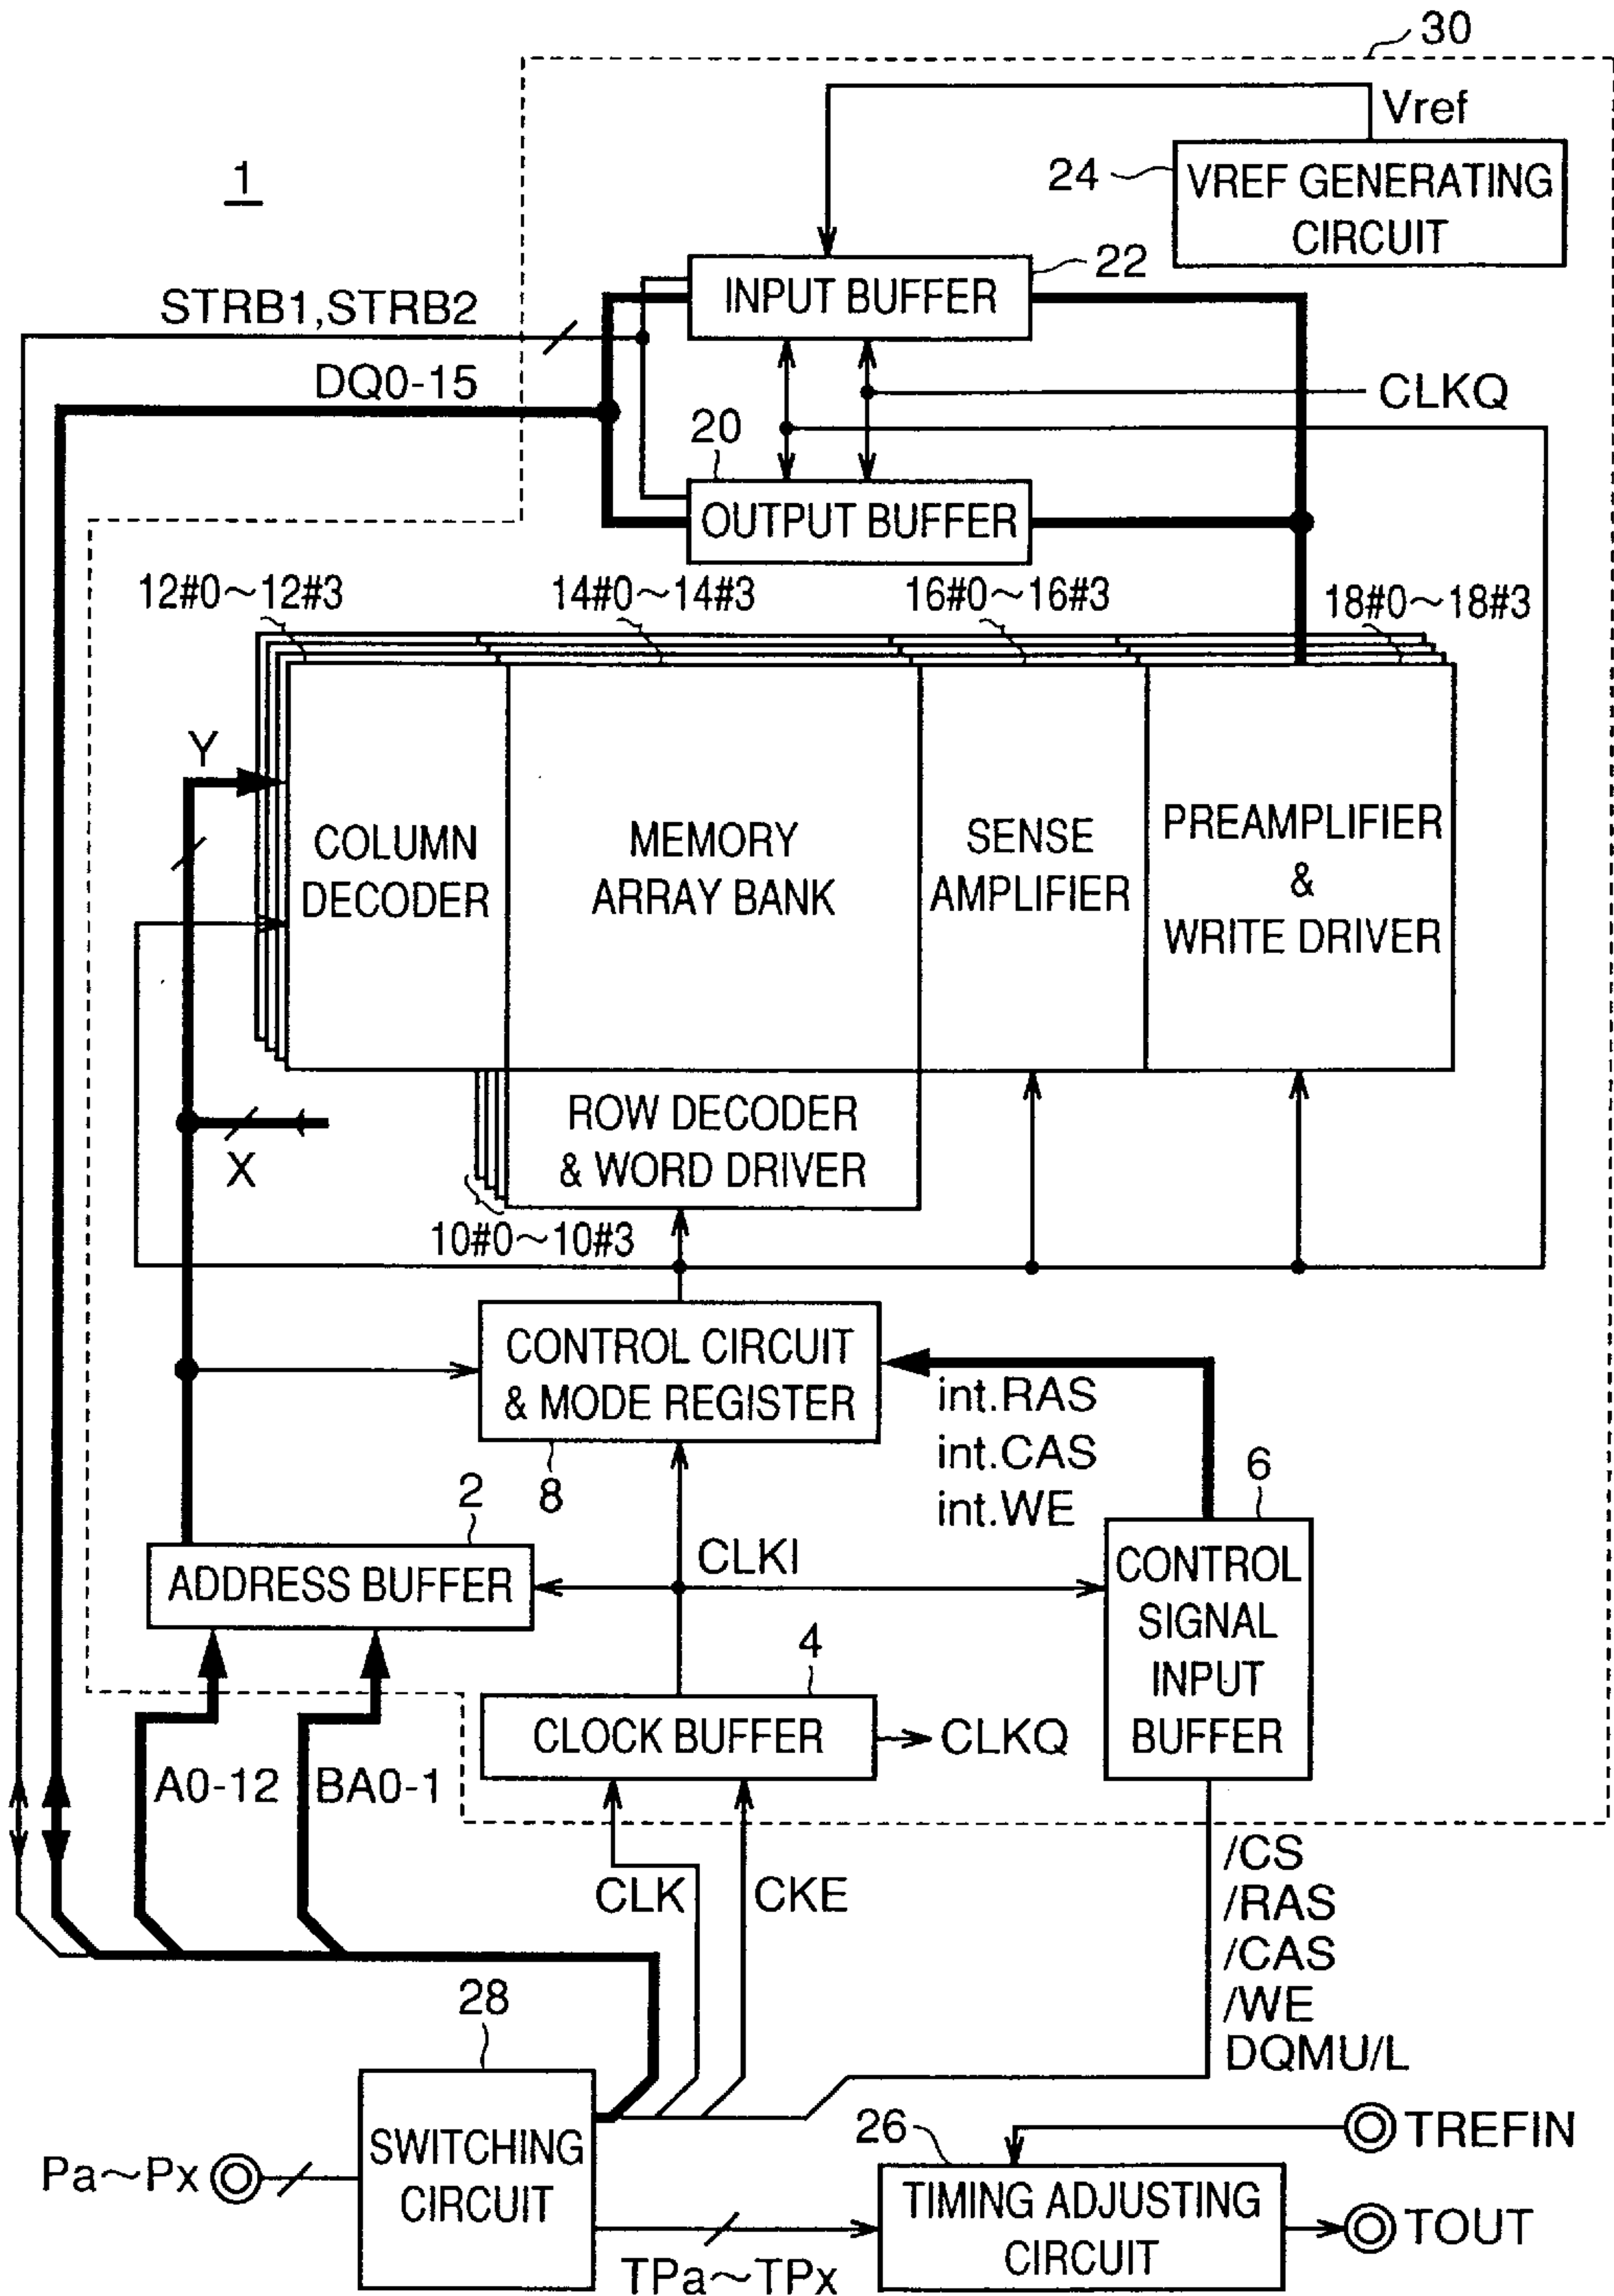 30
Vref
1
24
VREF GENERATING
CIRCUIT
22
INPUT BUFFER
STRB1,STRB2
DQ0-15
CLKQ
20
OUTPUT BUFFER
12#0~12#3
14#0~14#3
16#0~16#3
18#0~18#3
Y
COLUMN
DECODER
MEMORY
ARRAY BANK
SENSE
AMPLIFIER
PREAMPLIFIER
&
WRITE DRIVER
X
ROW DECODER
& WORD DRIVER
10#0~10#3
CONTROL CIRCUIT
& MODE REGISTER
8
int.RAS
int.CAS
int.WE
6
2
ADDRESS BUFFER
CLKI
CONTROL
SIGNAL
INPUT
BUFFER
4
CLOCK BUFFER
CLKQ
A0-12
BA0-1
CLK
CKE
/CS
/RAS
/CAS
/WE
DQMU/L
28
SWITCHING
CIRCUIT
Pa~Px
26
TREFIN
TIMING ADJUSTING
CIRCUIT
TOUT
TPa~TPx